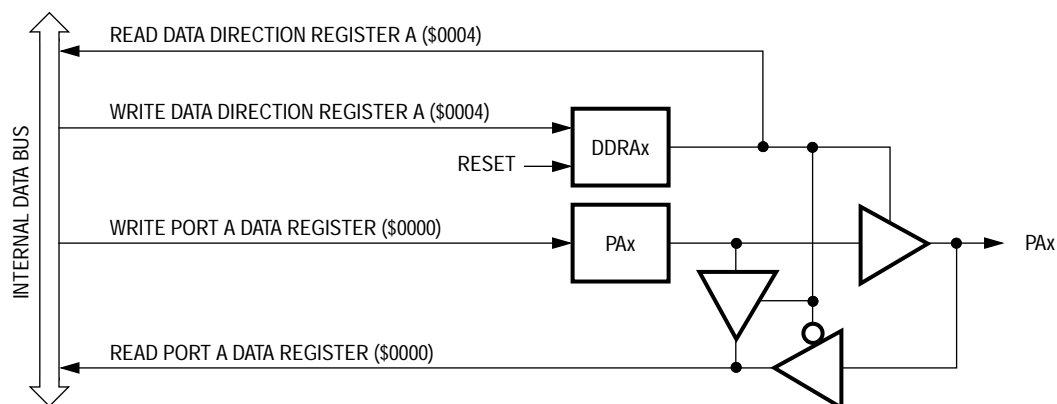 READ DATA DIRECTION REGISTER A ($0004)
WRITE DATA DIRECTION REGISTER A ($0004)
RESET
DDRAx
INTERNAL DATA BUS
WRITE PORT A DATA REGISTER ($0000)
PAx
PAx
READ PORT A DATA REGISTER ($0000)